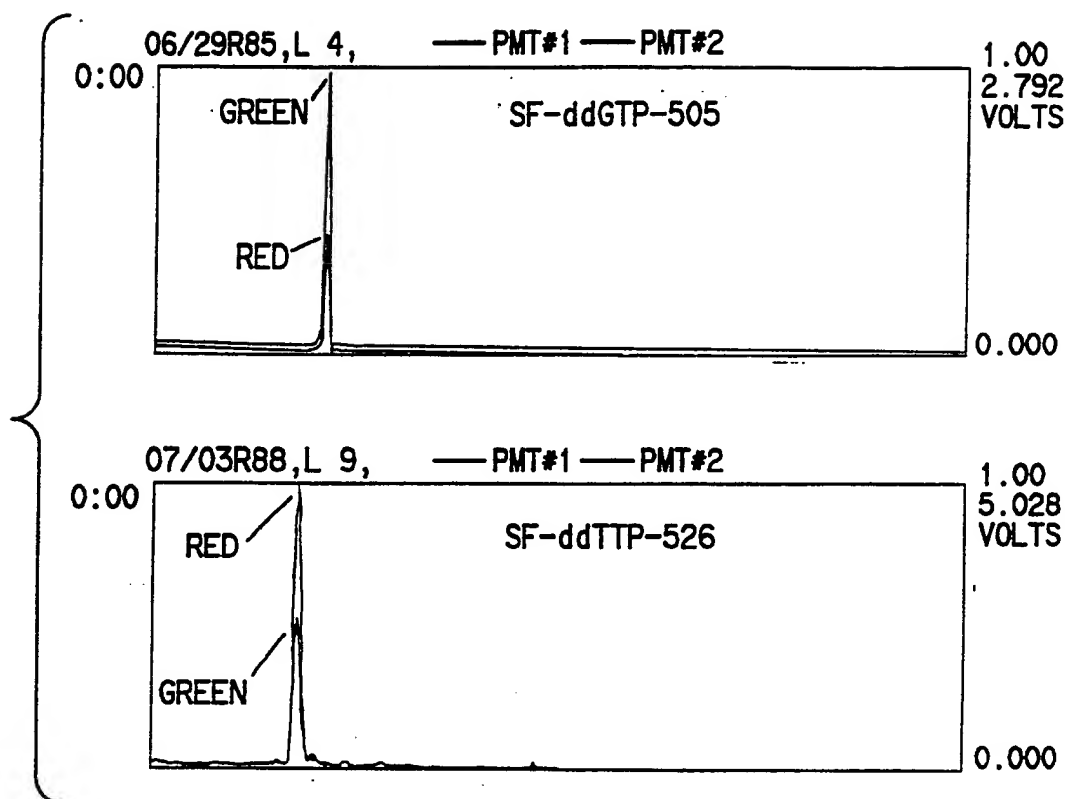 06/29R85,L 4, PMT#1 PMT#2
0:00
1.00
2.792
VOLTS
GREEN
SF-ddGTP-505
RED
0.000
07/03R88,L 9, PMT#1 PMT#2
0:00
1.00
5.028
VOLTS
RED
SF-ddTTP-526
GREEN
0.000